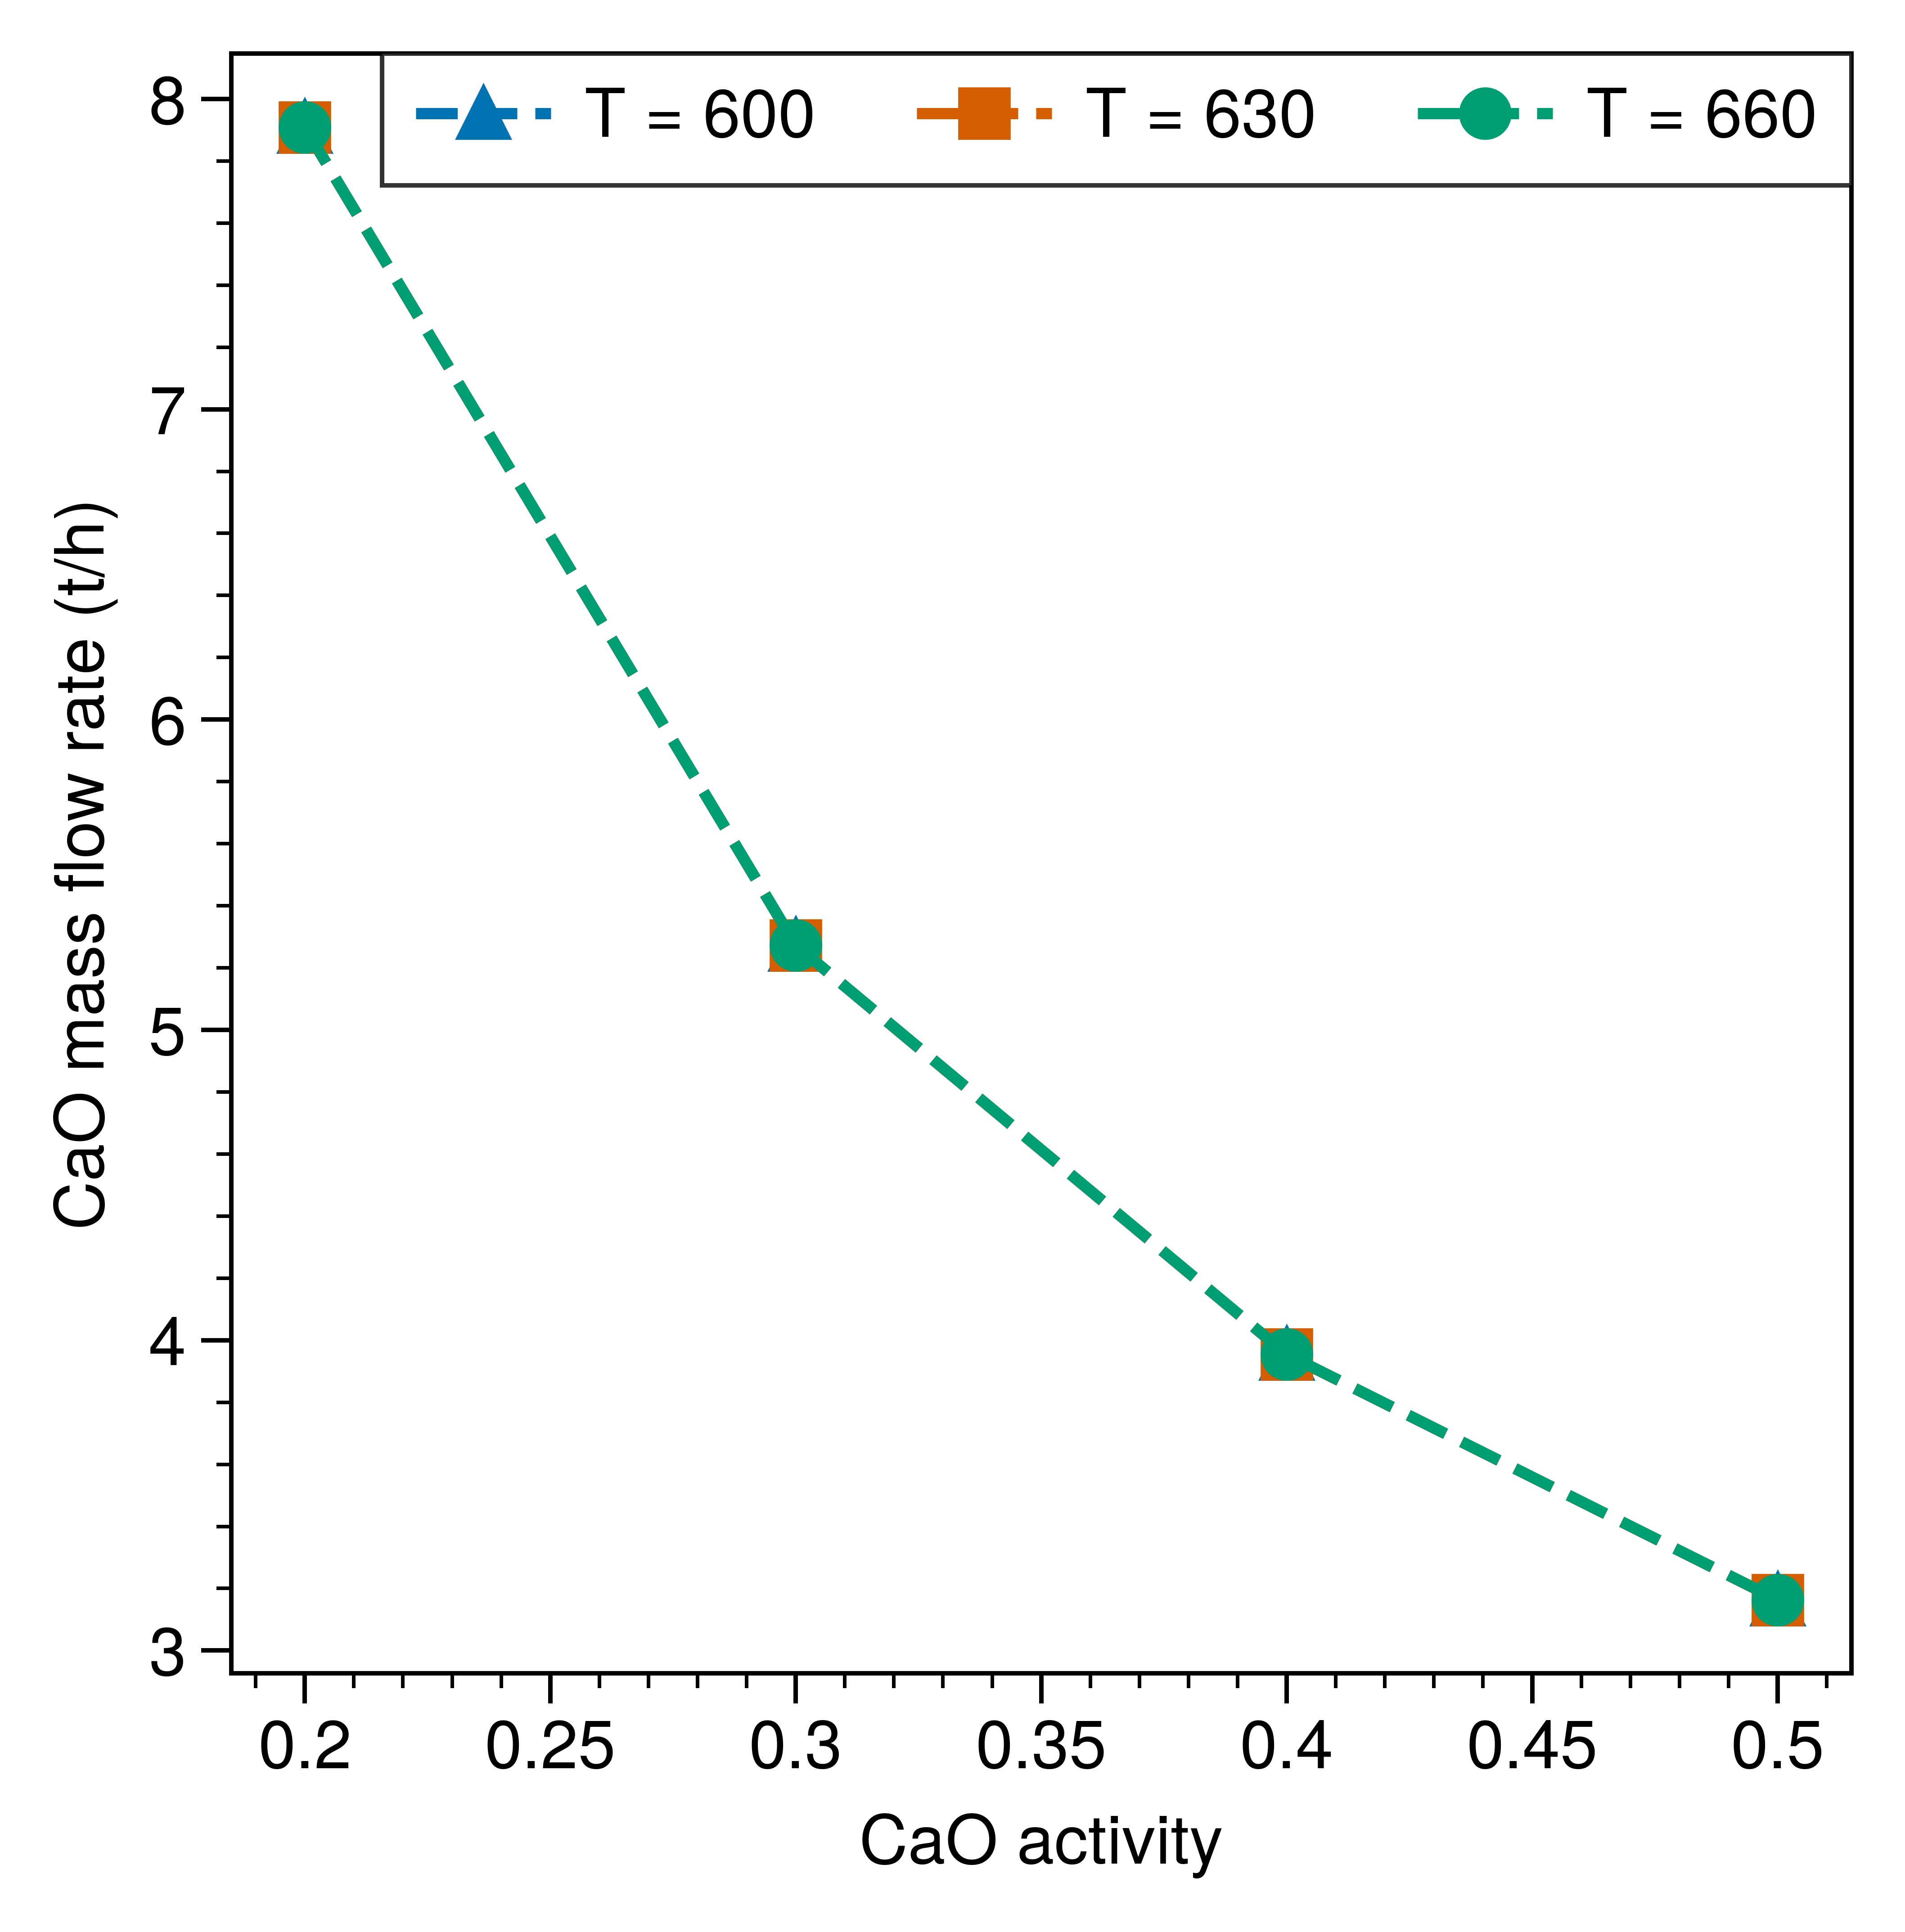 T = 600 T = 630 T = 660
8
7
6
5
4
3
CaO mass flow rate (t/h)
0.2 0.25 0.3 0.35 0.4 0.45 0.5
CaO activity